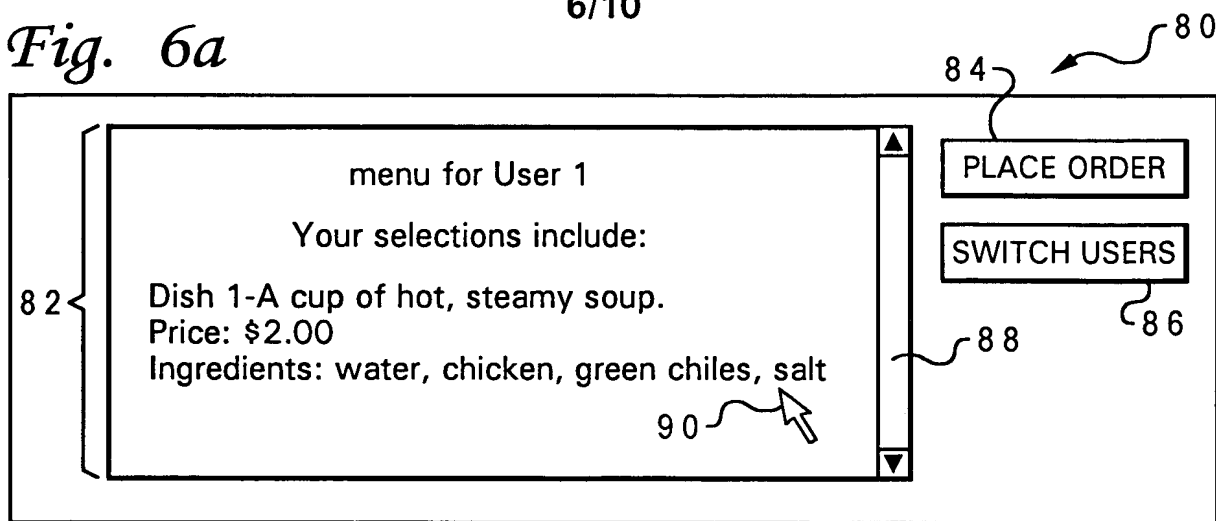 6/10
Fig. 6a
80
84
menu for User 1
PLACE ORDER
Your selections include:
SWITCH USERS
82
Dish 1-A cup of hot, steamy soup.
86
Price: $2.00
88
Ingredients: water, chicken, green chiles, salt
90